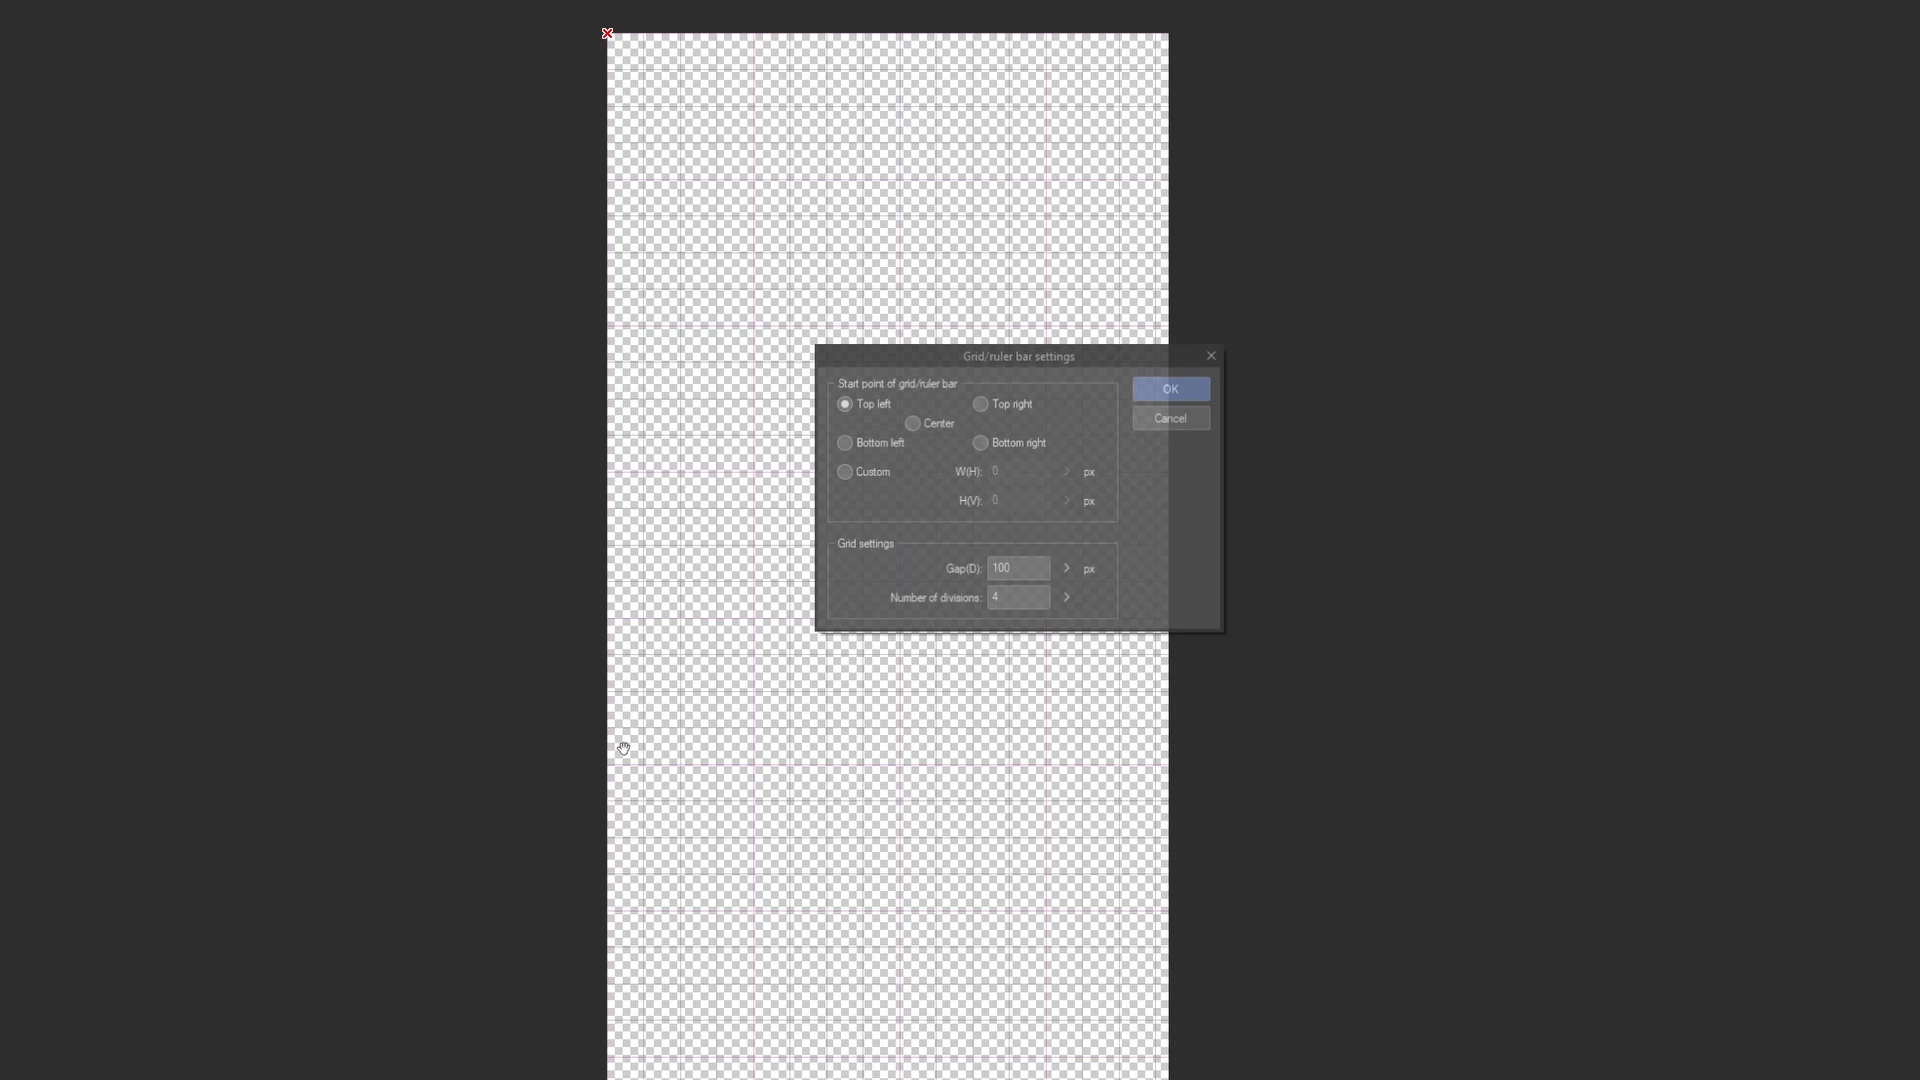 Grid/ruler bar settings
Start point of grid/ruler bar
OK
Top left
Top right
Cancel
Center
Bottom left
Bottom right
Custom
W(H): 0 > px
H(V): 0 > px
Grid settings
Gap(D): 100 > px
Number of divisions: 4 >